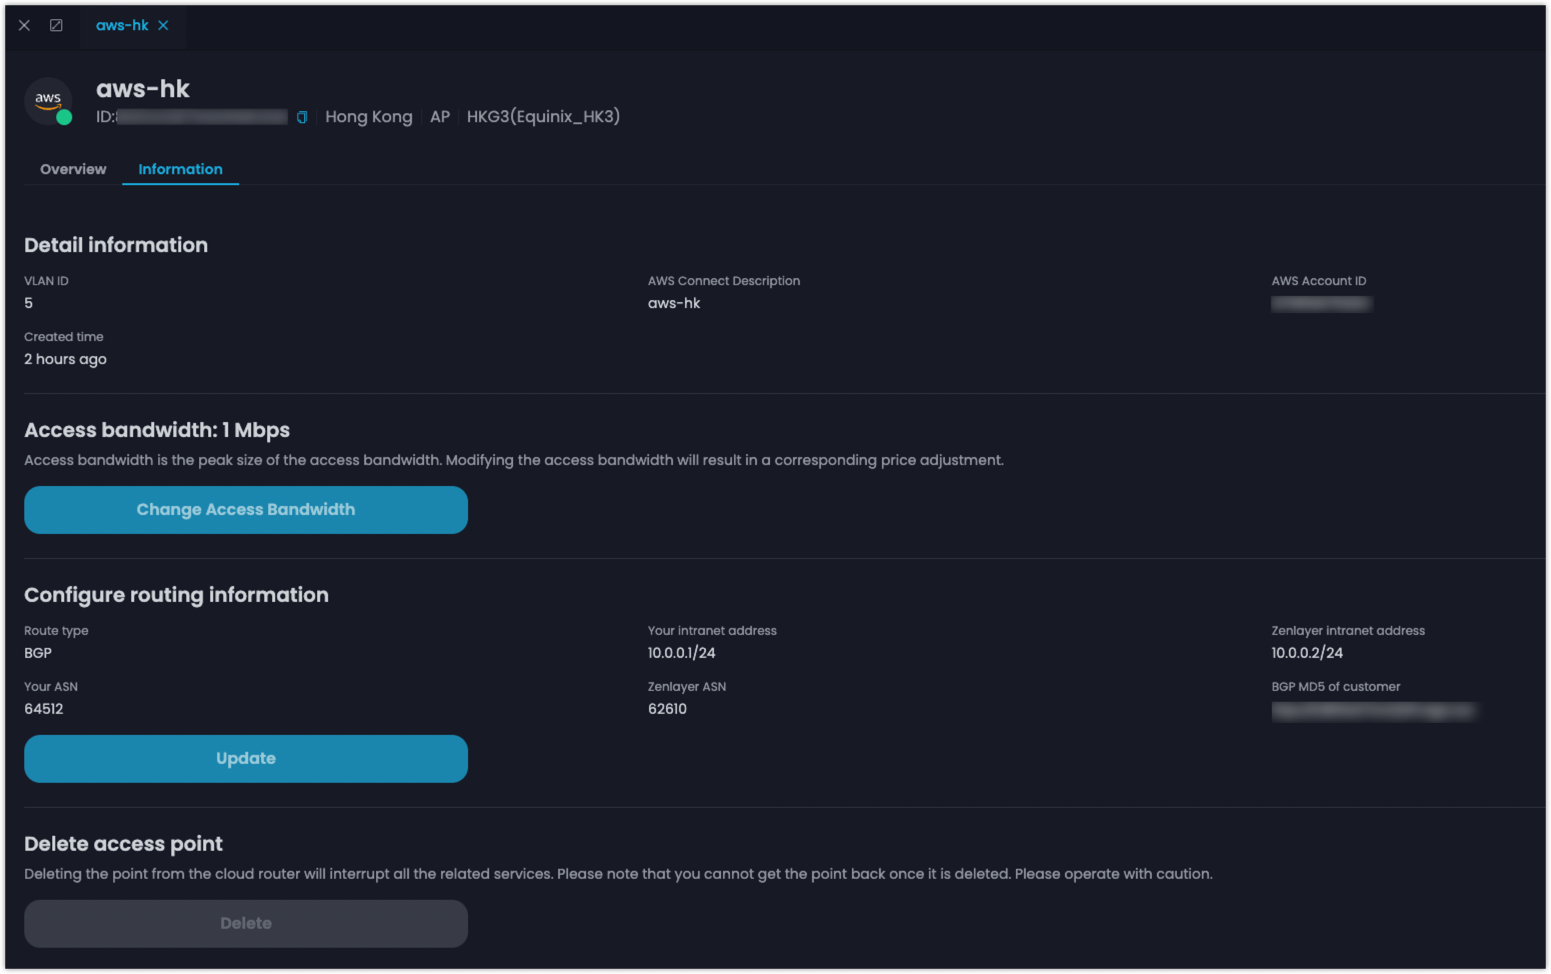 aws-hk
aws
aws-hk
ID: Hong Kong AP HKG3(Equinix_HK3)
Overview Information
Detail information
VLAN ID AWS Connect Description AWS Account ID
5 aws-hk
Created time
2 hours ago
Access bandwidth: 1 Mbps
Access bandwidth is the peak size of the access bandwidth. Modifying the access bandwidth will result in a corresponding price adjustment.
Change Access Bandwidth
Configure routing information
Route type Your intranet address Zenlayer intranet address
BGP 10.0.0.1/24 10.0.0.2/24
Your ASN Zenlayer ASN BGP MD5 of customer
64512 62610
Update
Delete access point
Deleting the point from the cloud router will interrupt all the related services. Please note that you cannot get the point back once it is deleted. Please operate with caution.
Delete